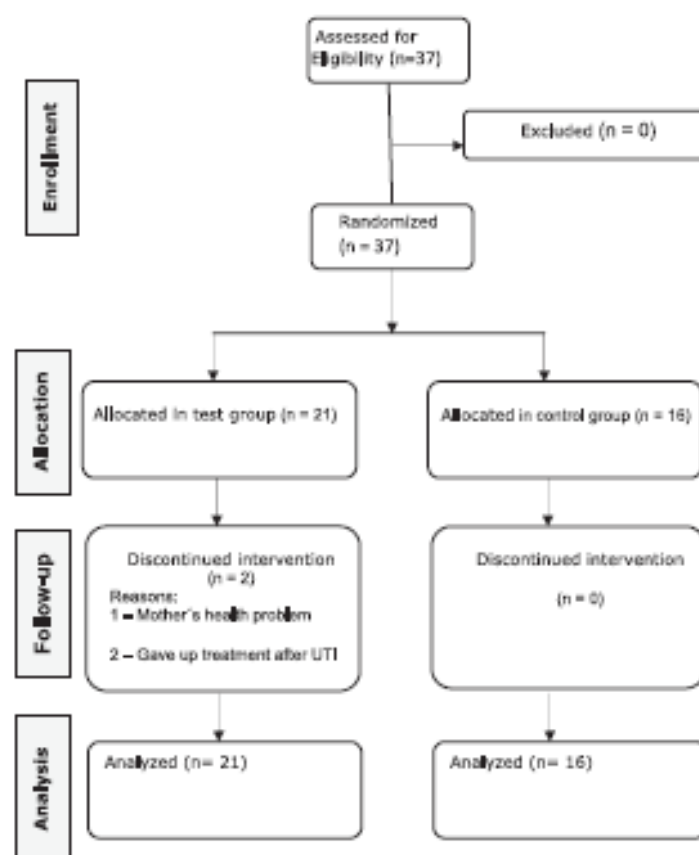 Assessed for
Eligibility (n=37)
Enrollment
Excluded (n = 0)
Randomized
(n = 37)
Allocation
Allocated in test group (n = 21)
Allocated in control group (n = 16)
Follow-up
Discontinued intervention
(n = 2)
Reasons:
1 – Mother´s health problem
2 – Gave up treatment after UTI
Discontinued intervention
(n = 0)
Analysis
Analyzed (n= 21)
Analyzed (n= 16)